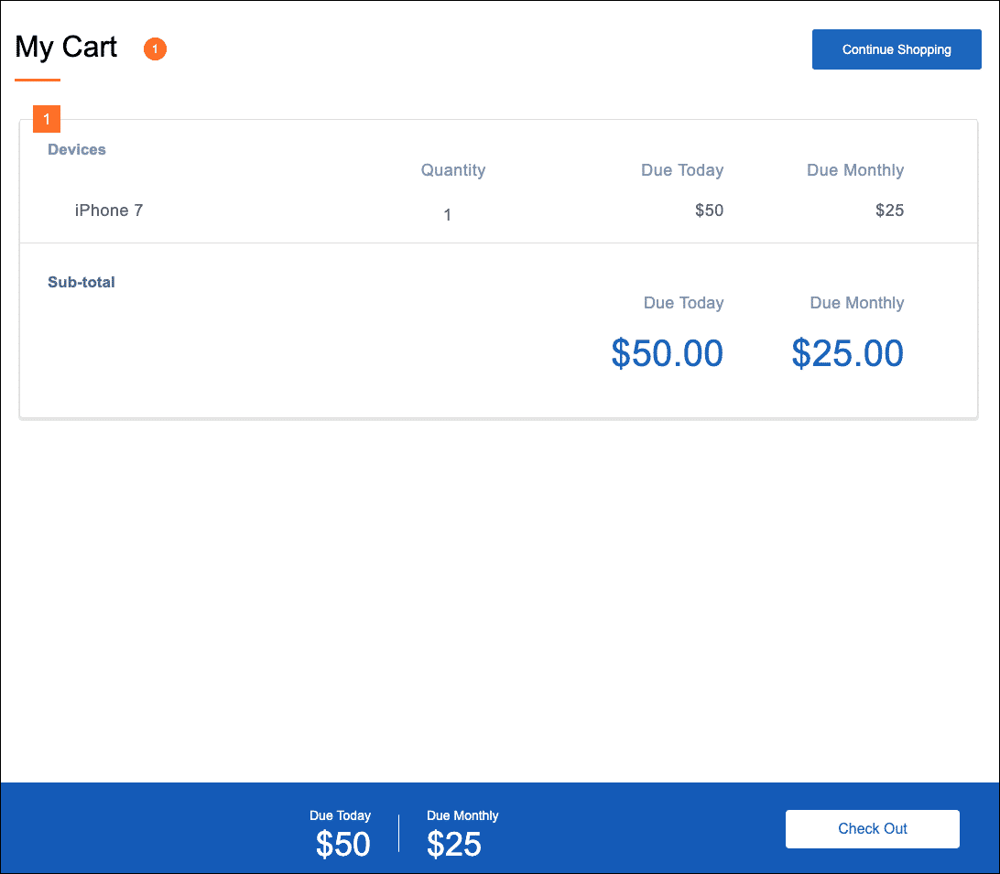 My Cart 1
Continue Shopping
1
Devices
Quantity Due Today Due Monthly
iPhone 7 1 $50 $25
Sub-total
Due Today Due Monthly
$50.00 $25.00
Due Today Due Monthly
$50 $25
Check Out